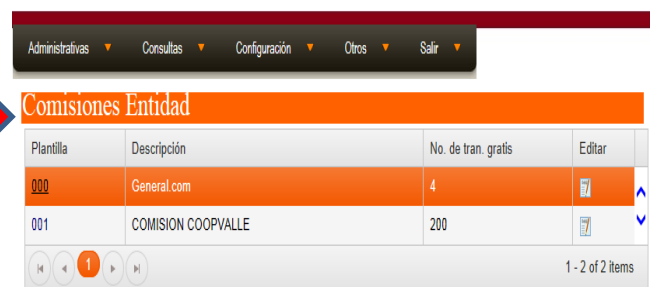 Administrativas Consultas Configuración Otros Salir
Comisiones Entidad
Plantilla Descripción No. de tran. gratis Editar
000 General.com 4
001 COMISION COOPVALLE 200
1 1 - 2 of 2 items